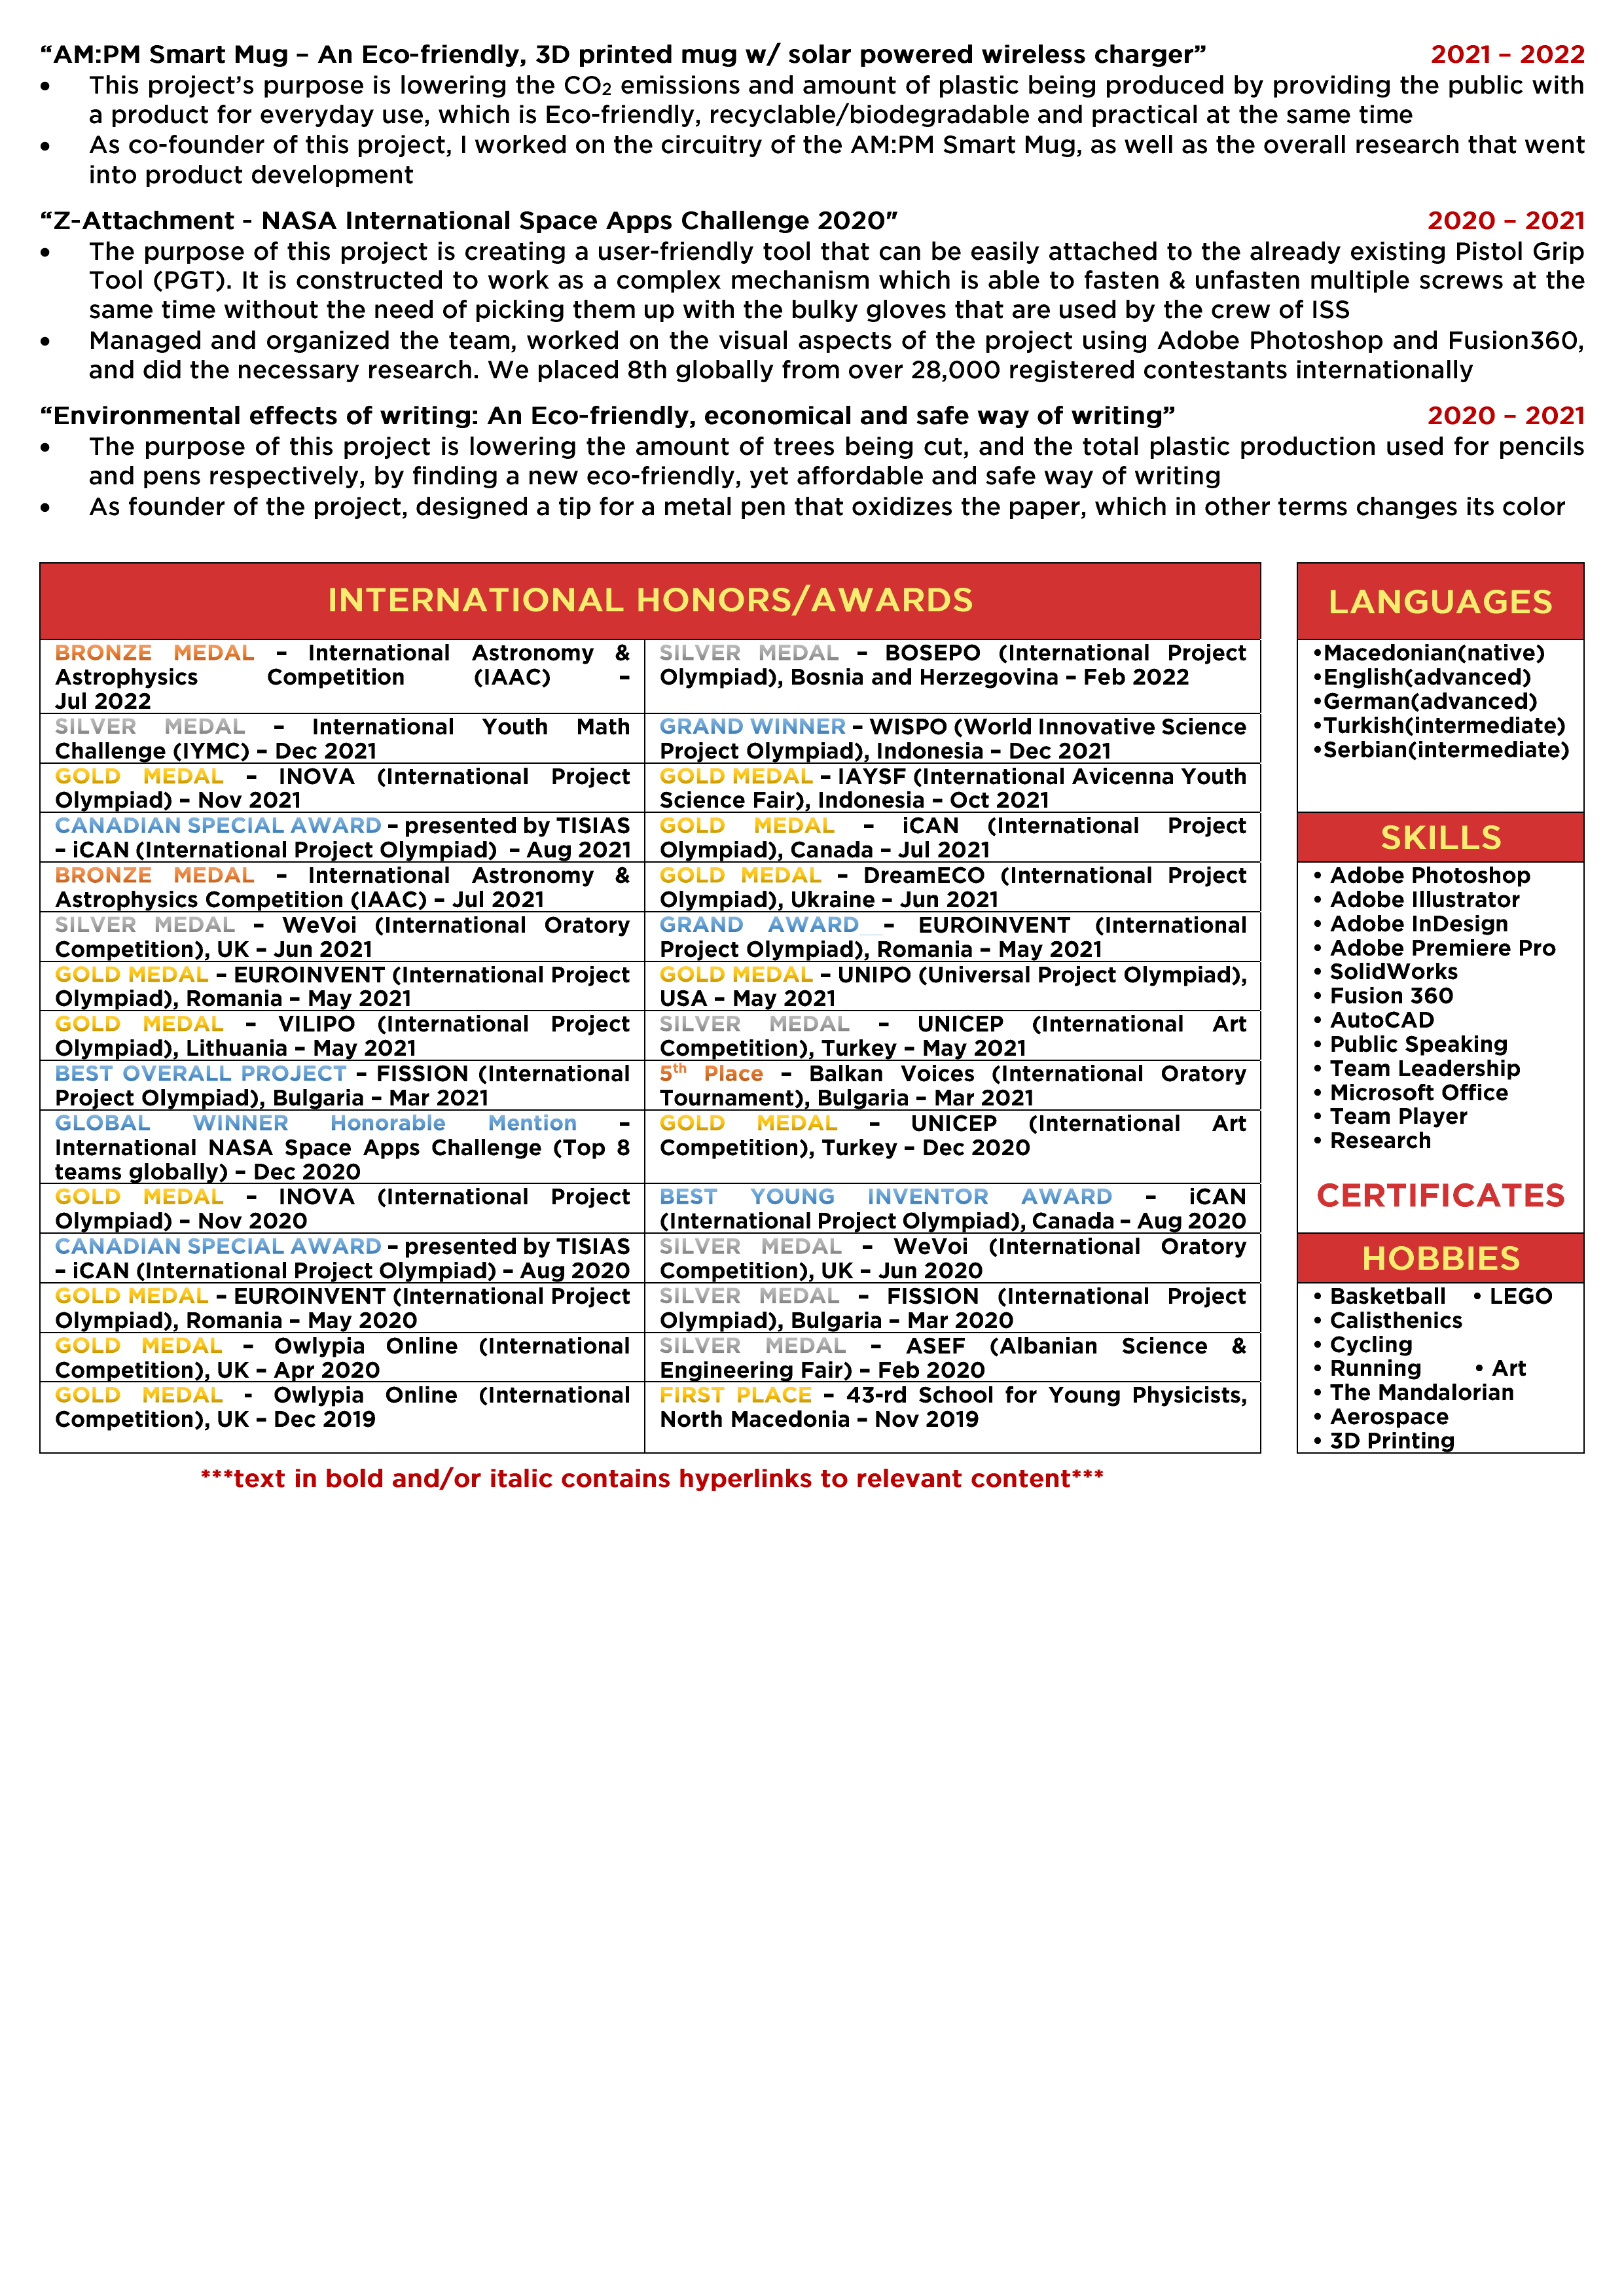 “AM:PM Smart Mug – An Eco-friendly, 3D printed mug w/ solar powered wireless charger” 2021 – 2022
• This project’s purpose is lowering the CO₂ emissions and amount of plastic being produced by providing the public with
a product for everyday use, which is Eco-friendly, recyclable/biodegradable and practical at the same time
• As co-founder of this project, I worked on the circuitry of the AM:PM Smart Mug, as well as the overall research that went
into product development
“Z-Attachment - NASA International Space Apps Challenge 2020" 2020 – 2021
• The purpose of this project is creating a user-friendly tool that can be easily attached to the already existing Pistol Grip
Tool (PGT). It is constructed to work as a complex mechanism which is able to fasten & unfasten multiple screws at the
same time without the need of picking them up with the bulky gloves that are used by the crew of ISS
• Managed and organized the team, worked on the visual aspects of the project using Adobe Photoshop and Fusion360,
and did the necessary research. We placed 8th globally from over 28,000 registered contestants internationally
“Environmental effects of writing: An Eco-friendly, economical and safe way of writing” 2020 – 2021
• The purpose of this project is lowering the amount of trees being cut, and the total plastic production used for pencils
and pens respectively, by finding a new eco-friendly, yet affordable and safe way of writing
• As founder of the project, designed a tip for a metal pen that oxidizes the paper, which in other terms changes its color
INTERNATIONAL HONORS/AWARDS
BRONZE MEDAL – International Astronomy &
Astrophysics Competition (IAAC) –
Jul 2022
SILVER MEDAL – BOSEPO (International Project
Olympiad), Bosnia and Herzegovina – Feb 2022
SILVER MEDAL – International Youth Math
Challenge (IYMC) – Dec 2021
GRAND WINNER – WISPO (World Innovative Science
Project Olympiad), Indonesia – Dec 2021
GOLD MEDAL – INOVA (International Project
Olympiad) – Nov 2021
GOLD MEDAL – IAYSF (International Avicenna Youth
Science Fair), Indonesia – Oct 2021
CANADIAN SPECIAL AWARD – presented by TISIAS
– iCAN (International Project Olympiad) – Aug 2021
GOLD MEDAL – iCAN (International Project
Olympiad), Canada – Jul 2021
BRONZE MEDAL – International Astronomy &
Astrophysics Competition (IAAC) – Jul 2021
GOLD MEDAL – DreamECO (International Project
Olympiad), Ukraine – Jun 2021
SILVER MEDAL – WeVoi (International Oratory
Competition), UK – Jun 2021
GRAND AWARD – EUROINVENT (International
Project Olympiad), Romania – May 2021
GOLD MEDAL – EUROINVENT (International Project
Olympiad), Romania – May 2021
GOLD MEDAL – UNIPO (Universal Project Olympiad),
USA – May 2021
GOLD MEDAL – VILIPO (International Project
Olympiad), Lithuania – May 2021
SILVER MEDAL – UNICEP (International Art
Competition), Turkey – May 2021
BEST OVERALL PROJECT – FISSION (International
Project Olympiad), Bulgaria – Mar 2021
5th Place – Balkan Voices (International Oratory
Tournament), Bulgaria – Mar 2021
GLOBAL WINNER Honorable Mention –
International NASA Space Apps Challenge (Top 8
teams globally) – Dec 2020
GOLD MEDAL – UNICEP (International Art
Competition), Turkey – Dec 2020
GOLD MEDAL – INOVA (International Project
Olympiad) – Nov 2020
BEST YOUNG INVENTOR AWARD – iCAN
(International Project Olympiad), Canada – Aug 2020
CANADIAN SPECIAL AWARD – presented by TISIAS
– iCAN (International Project Olympiad) – Aug 2020
SILVER MEDAL – WeVoi (International Oratory
Competition), UK – Jun 2020
GOLD MEDAL – EUROINVENT (International Project
Olympiad), Romania – May 2020
SILVER MEDAL – FISSION (International Project
Olympiad), Bulgaria – Mar 2020
GOLD MEDAL – Owlypia Online (International
Competition), UK – Apr 2020
SILVER MEDAL – ASEF (Albanian Science &
Engineering Fair) – Feb 2020
GOLD MEDAL - Owlypia Online (International
Competition), UK – Dec 2019
FIRST PLACE – 43-rd School for Young Physicists,
North Macedonia – Nov 2019
LANGUAGES
•Macedonian(native)
•English(advanced)
•German(advanced)
•Turkish(intermediate)
•Serbian(intermediate)
SKILLS
• Adobe Photoshop
• Adobe Illustrator
• Adobe InDesign
• Adobe Premiere Pro
• SolidWorks
• Fusion 360
• AutoCAD
• Public Speaking
• Team Leadership
• Microsoft Office
• Team Player
• Research
CERTIFICATES
HOBBIES
• Basketball • LEGO
• Calisthenics
• Cycling
• Running • Art
• The Mandalorian
• Aerospace
• 3D Printing
***text in bold and/or italic contains hyperlinks to relevant content***